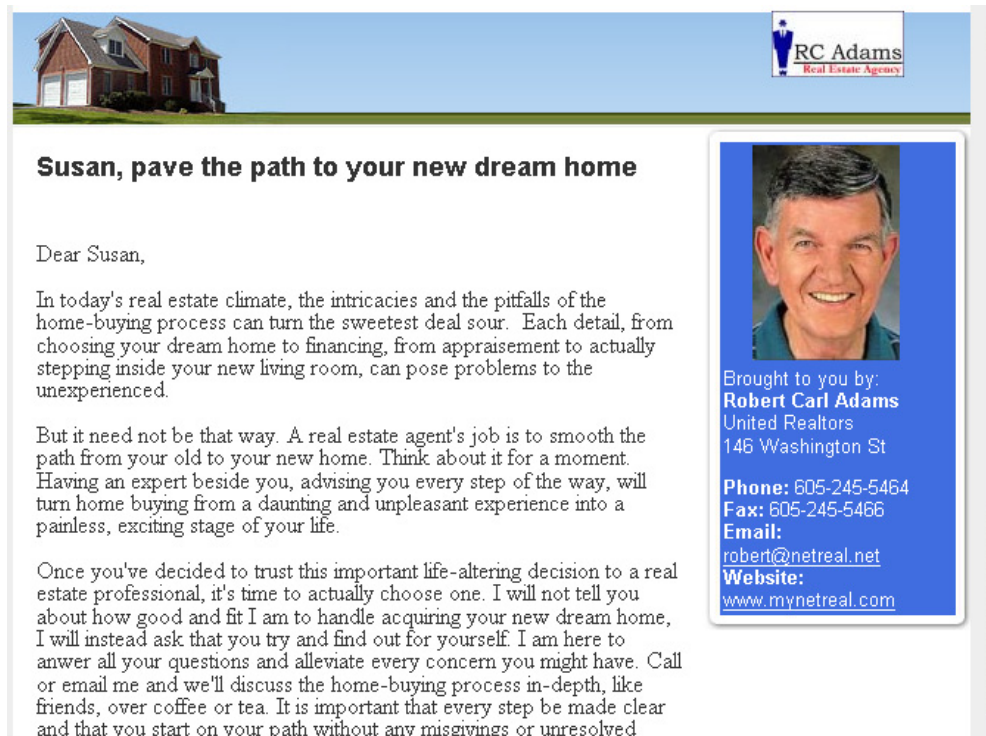 RC Adams
Real Estate Agency
Susan, pave the path to your new dream home
Dear Susan,
In today's real estate climate, the intricacies and the pitfalls of the
home-buying process can turn the sweetest deal sour.  Each detail, from
choosing your dream home to financing, from appraisement to actually
stepping inside your new living room, can pose problems to the
unexperienced.
But it need not be that way. A real estate agent's job is to smooth the
path from your old to your new home. Think about it for a moment.
Having an expert beside you, advising you every step of the way, will
turn home buying from a daunting and unpleasant experience into a
painless, exciting stage of your life.
Once you've decided to trust this important life-altering decision to a real
estate professional, it's time to actually choose one. I will not tell you
about how good and fit I am to handle acquiring your new dream home,
I will instead ask that you try and find out for yourself. I am here to
anwer all your questions and alleviate every concern you might have. Call
or email me and we'll discuss the home-buying process in-depth, like
friends, over coffee or tea. It is important that every step be made clear
and that you start on your path without any misgivings or unresolved
Brought to you by:
Robert Carl Adams
United Realtors
146 Washington St
Phone: 605-245-5464
Fax: 605-245-5466
Email:
robert@netreal.net
Website:
www.mynetreal.com